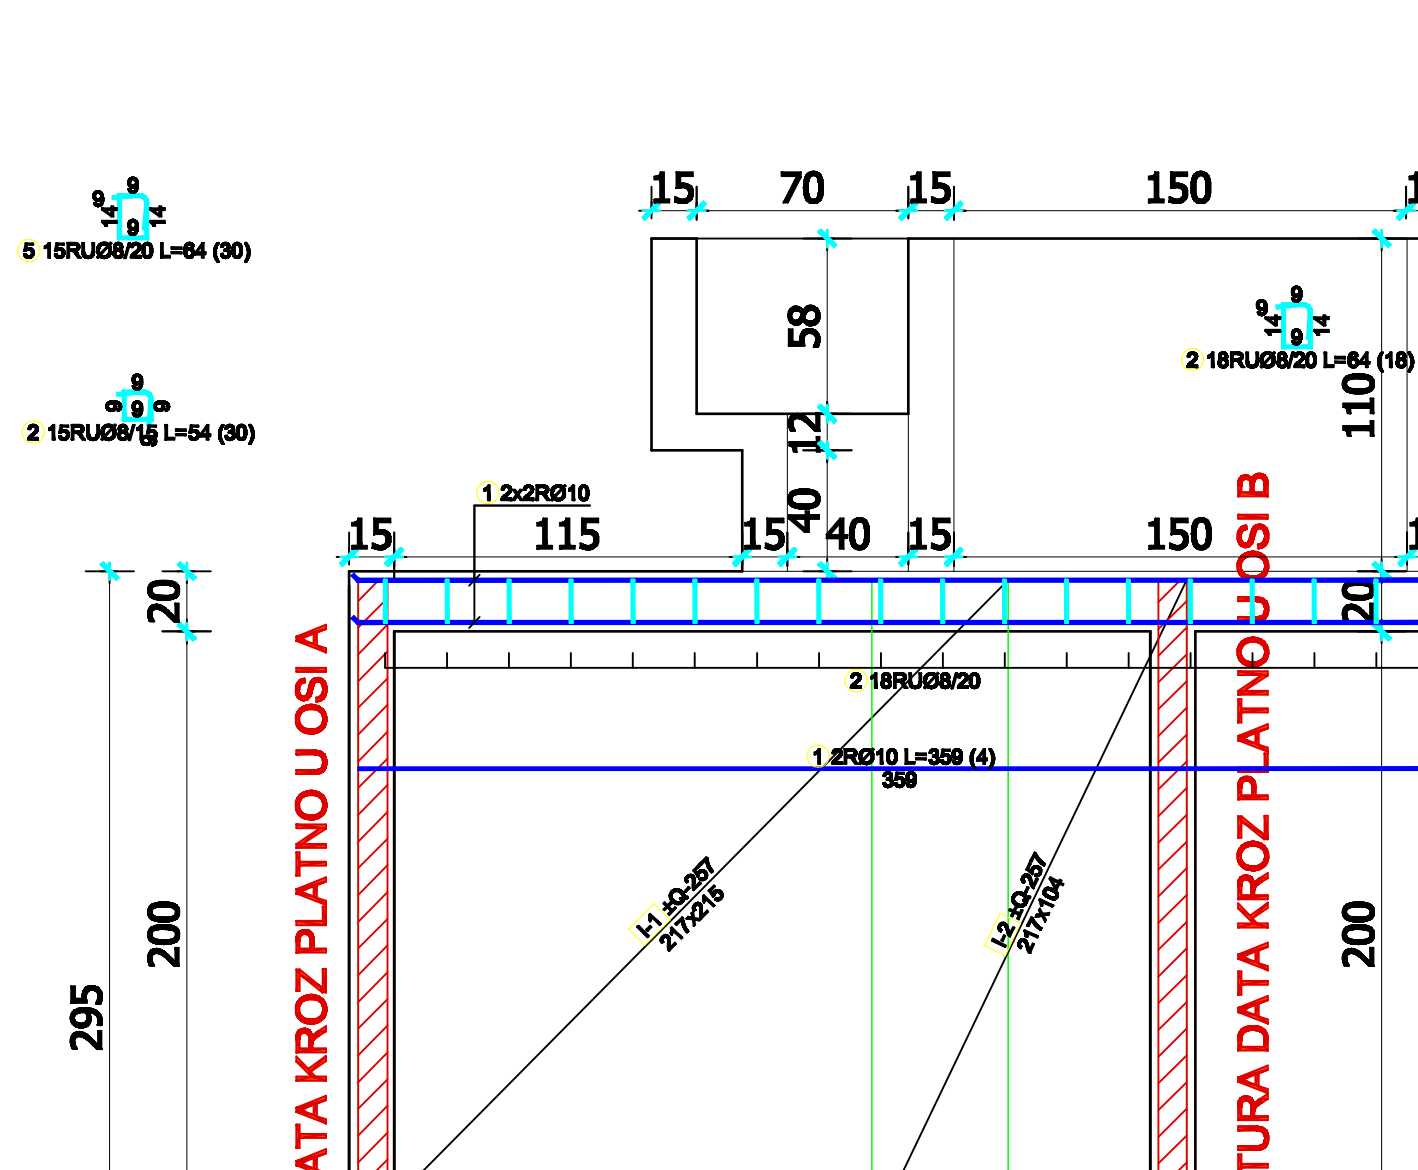 15 70 15 150
9
9
14 14
9
5 15RUØ8/20 L=64 (30)
58
9
9
14 14
9
2 18RUØ8/20 L=64 (18)
110
9
9 9 9
9
2 15RUØ8/15 L=54 (30)
12
1 2x2RØ10
40
15 115 15 40 15 150
20
20
2 18RUØ8/20
1 2RØ10 L=359 (4)
359
ATA KROZ PLATNO U OSI A
TURA DATA KROZ PLATNO U OSI B
I-1 ±Q-257
217x215
I-2 ±Q-257
217x104
200
200
295